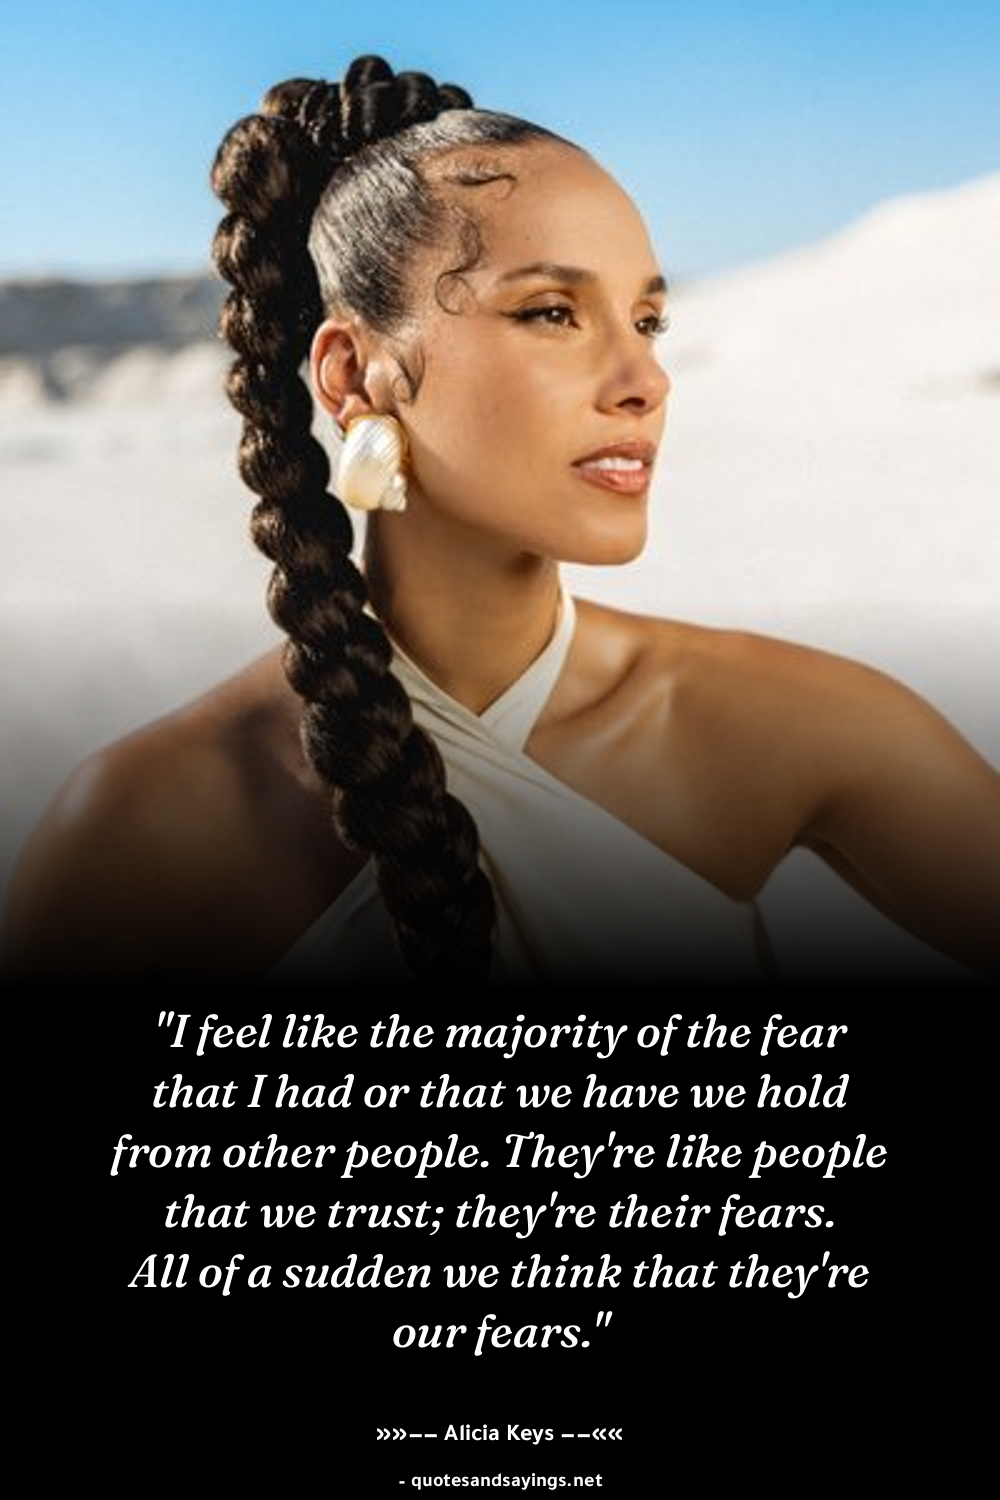 "I feel like the majority of the fear
that I had or that we have we hold
from other people. They're like people
that we trust; they're their fears.
All of a sudden we think that they're
our fears."
»»–– Alicia Keys ––««
- quotesandsayings.net